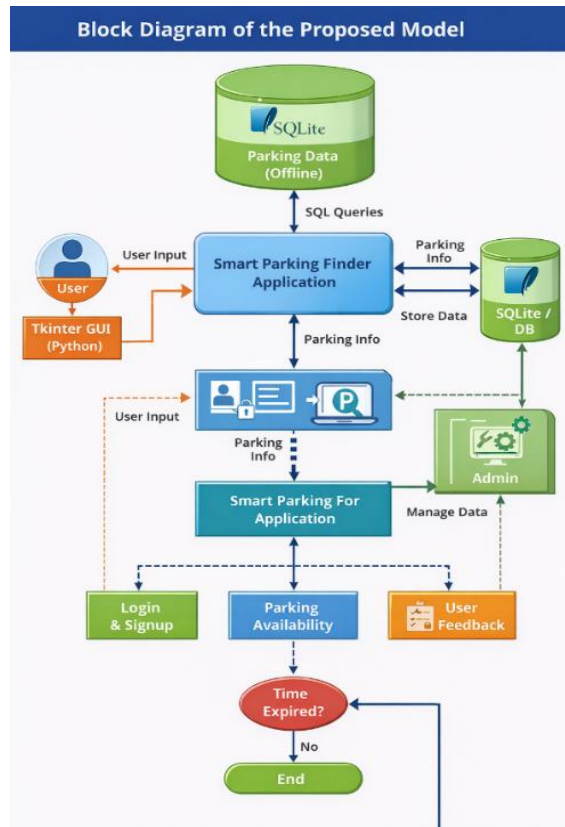 Block Diagram of the Proposed Model
SQLite
Parking Data
(Offline)
SQL Queries
User Input
Smart Parking Finder
Application
Parking
Info
User
Tkinter GUI
(Python)
Store Data
SQLite /
DB
Parking Info
User Input
P
Parking
Info
Admin
Smart Parking For
Application
Manage Data
Login
& Signup
Parking
Availability
User
Feedback
Time
Expired?
No
End